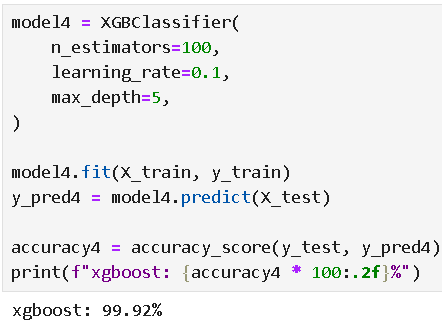 model4 = XGBClassifier(
    n_estimators=100,
    learning_rate=0.1,
    max_depth=5,
)
model4.fit(X_train, y_train)
y_pred4 = model4.predict(X_test)
accuracy4 = accuracy_score(y_test, y_pred4)
print(f"xgboost: {accuracy4 * 100:.2f}%")
xgboost: 99.92%